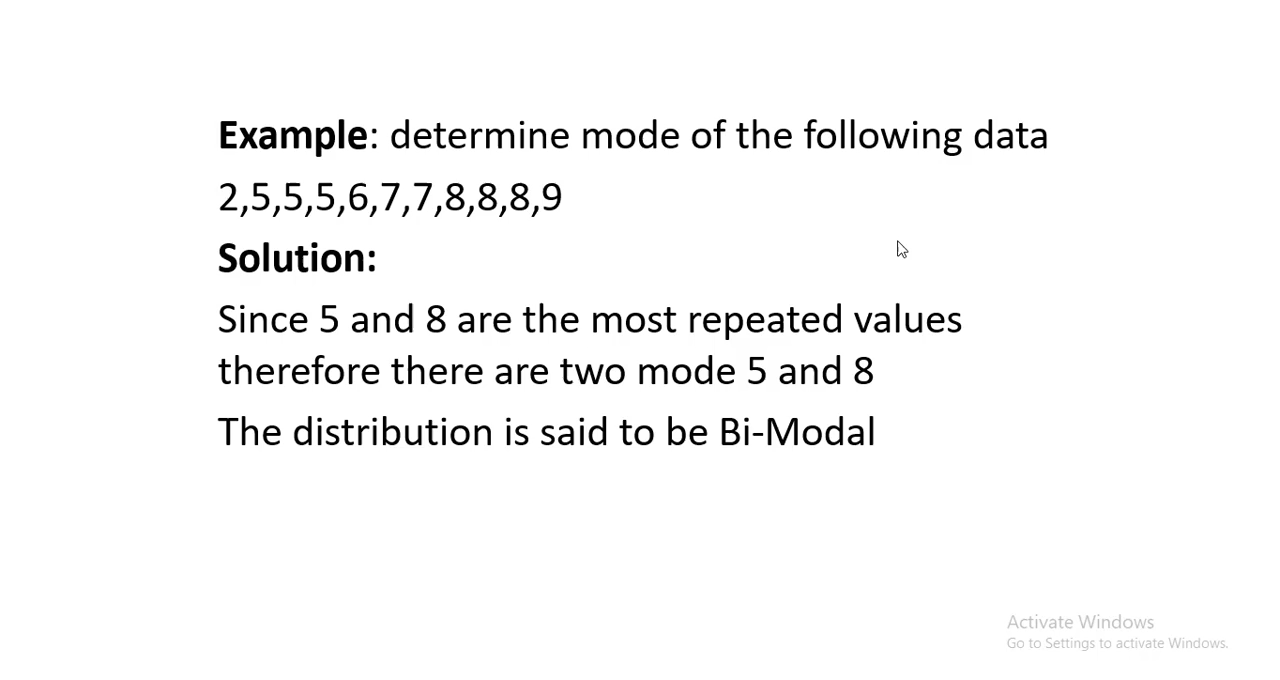 Example: determine mode of the following data
2,5,5,5,6,7,7,8,8,8,9
Solution:
Since 5 and 8 are the most repeated values
therefore there are two mode 5 and 8
The distribution is said to be Bi-Modal
Activate Windows
Go to Settings to activate Windows.